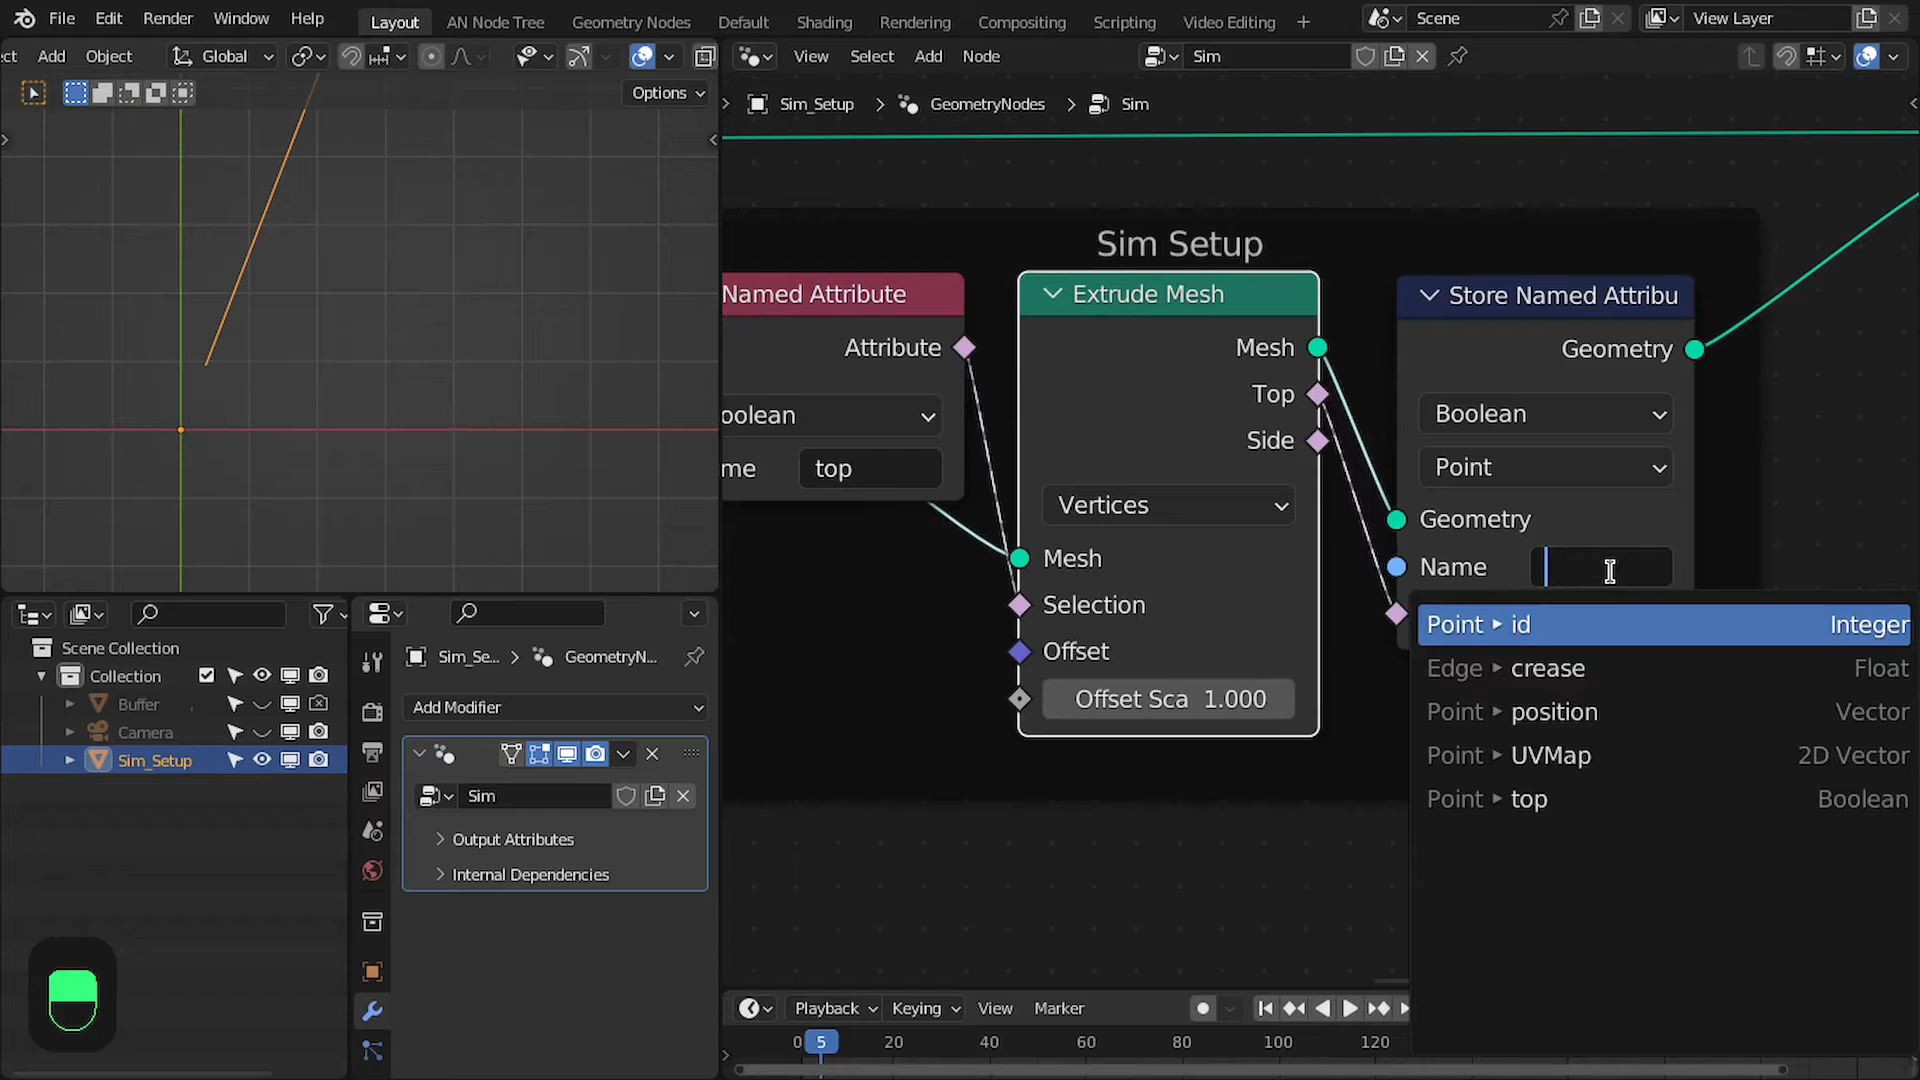 File Edit Render Window Help
Layout AN Node Tree Geometry Nodes Default Shading Rendering Compositing Scripting Video Editing
Scene
View Layer
ct Add Object Global
Options
View Select Add Node
Sim
Sim_Setup GeometryNodes Sim
Sim Setup
Named Attribute
Attribute
oolean
me top
Extrude Mesh
Mesh
Top
Side
Vertices
Mesh
Selection
Offset
Offset Sca 1.000
Store Named Attribu
Geometry
Boolean
Point
Geometry
Name
Point id Integer
Edge crease Float
Point position Vector
Point UVMap 2D Vector
Point top Boolean
Scene Collection
Collection
Buffer
Camera
Sim_Setup
Sim_Se... GeometryN...
Add Modifier
Sim
Output Attributes
Internal Dependencies
Playback Keying View Marker
0 5 20 40 60 80 100 120